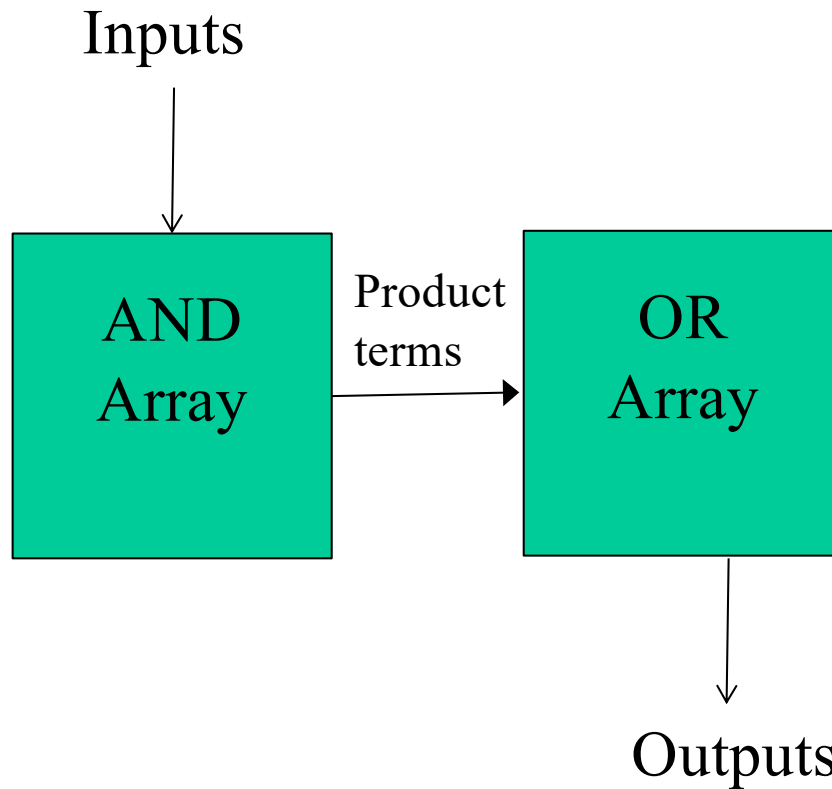 Inputs
AND
Array
Product
terms
OR
Array
Outputs